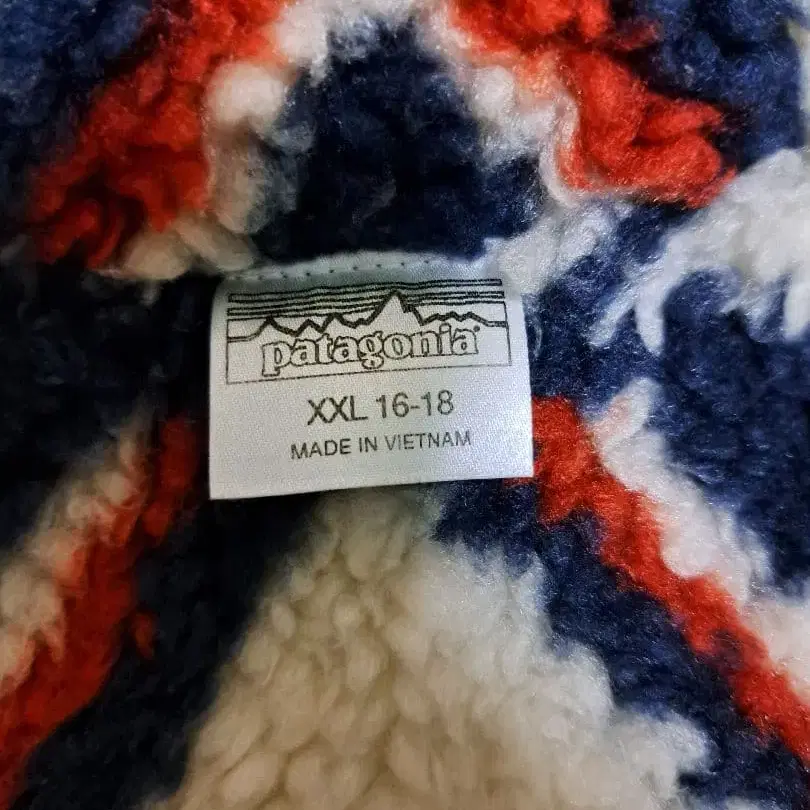 patagonia
XXL 16-18
MADE IN VIETNAM